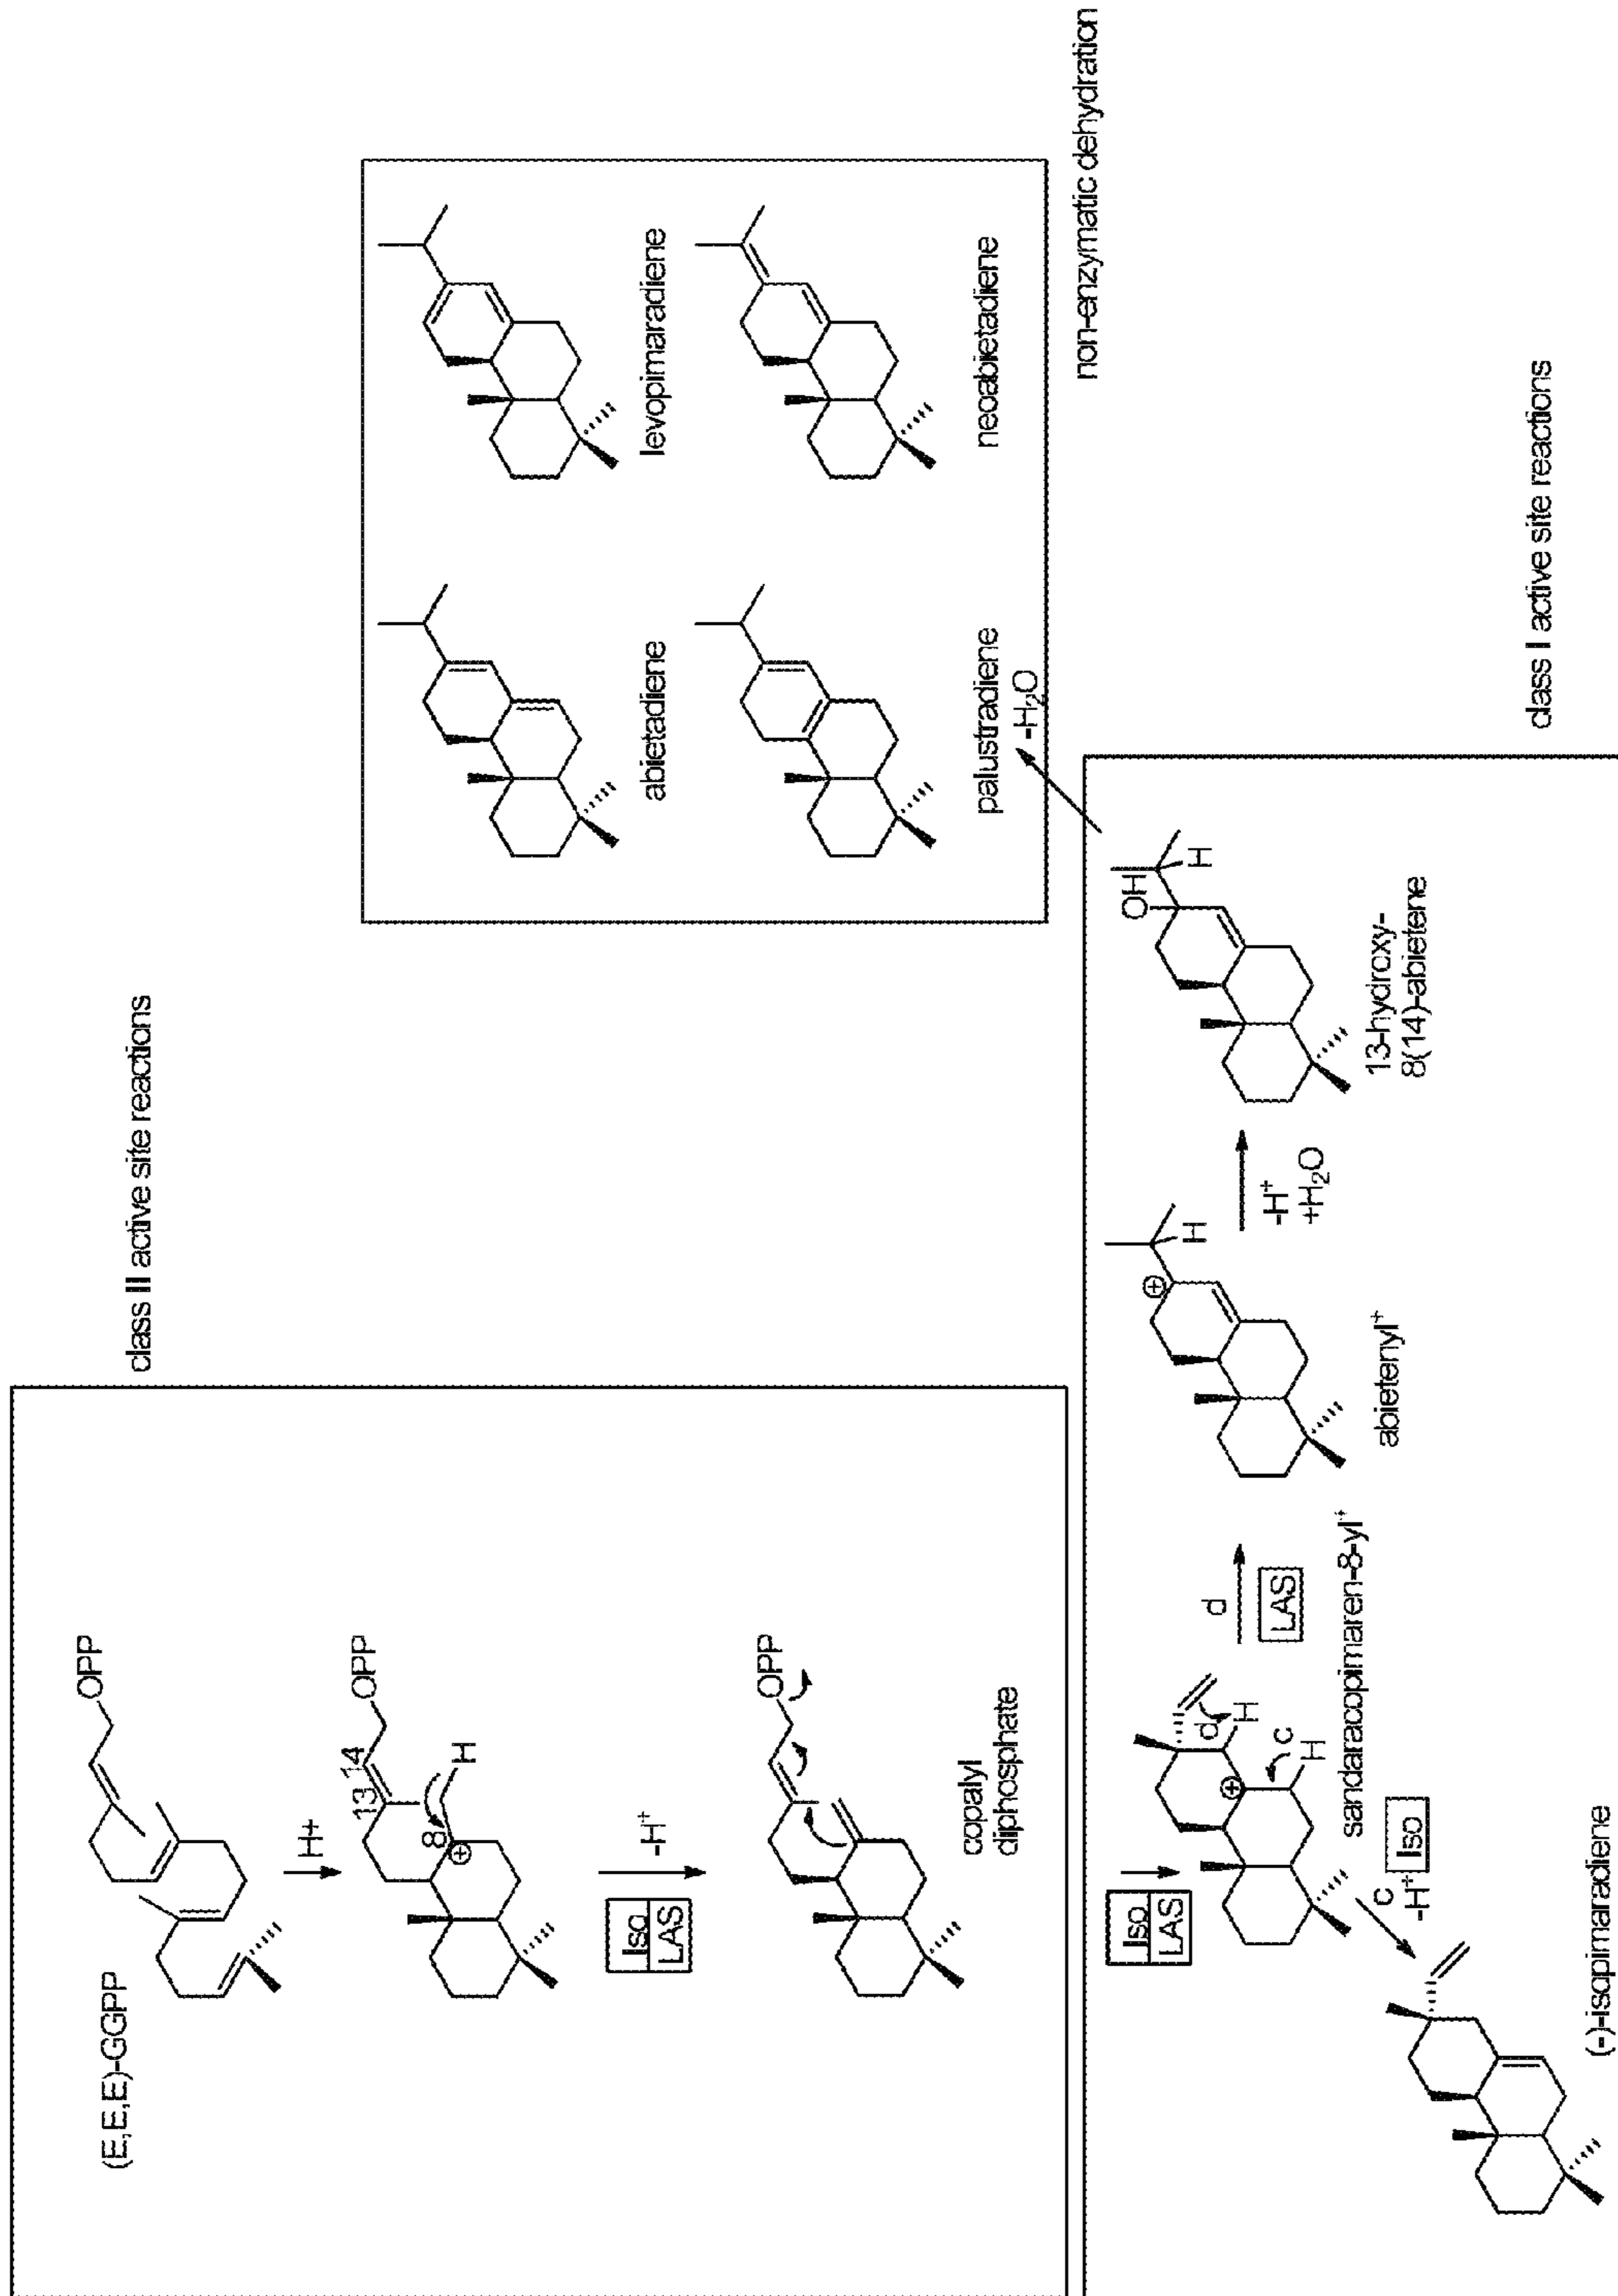 class II active site reactions
(E,E,E)-GGPP
OPP
H+
13
14
OPP
8
⊕
H
Iso
LAS
-H+
OPP
copalyl
diphosphate
abietadiene
levopimaradiene
palustradiene
neoabietadiene
-H2O
non-enzymatic dehydration
Iso
LAS
d
H
⊕
c
H
sandaracopimaren-8-yl+
c
-H+
Iso
(-)-isopimaradiene
d
LAS
⊕
H
abietenyl+
-H+
+H2O
OH
H
13-hydroxy-
8(14)-abietene
class I active site reactions